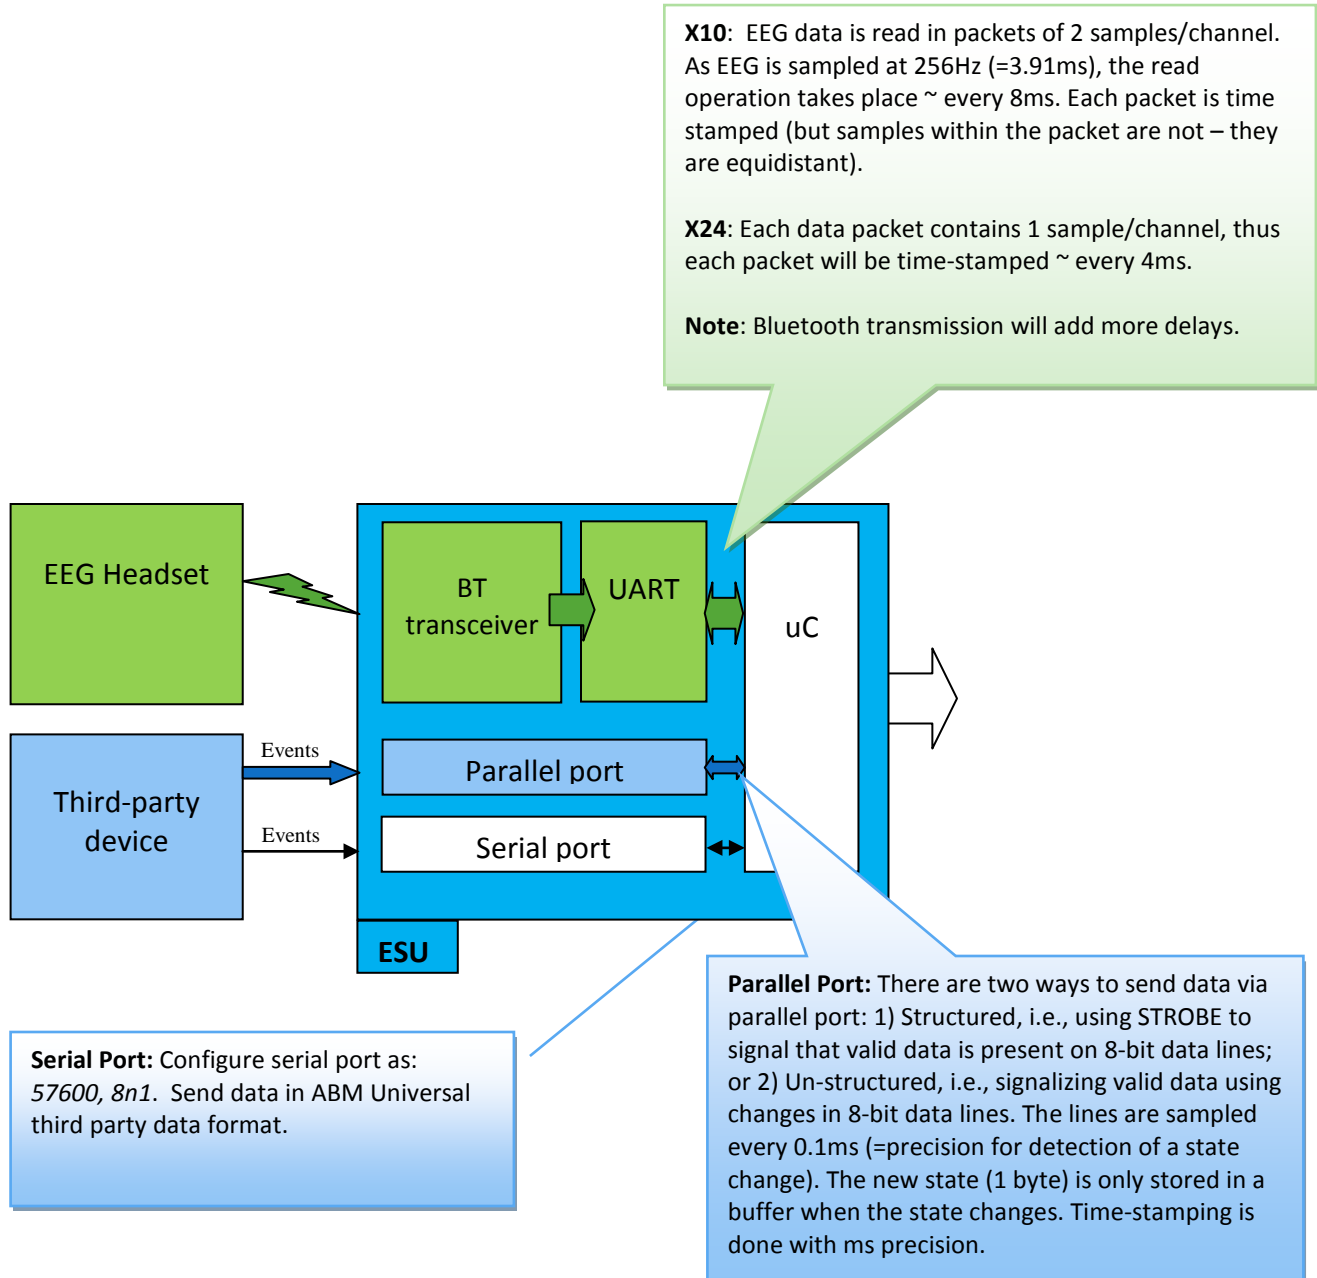 X10:  EEG data is read in packets of 2 samples/channel.
As EEG is sampled at 256Hz (=3.91ms), the read
operation takes place ~ every 8ms. Each packet is time
stamped (but samples within the packet are not – they
are equidistant).
X24: Each data packet contains 1 sample/channel, thus
each packet will be time-stamped ~ every 4ms.
Note: Bluetooth transmission will add more delays.
EEG Headset
BT
transceiver
UART
uC
Third-party
device
Events
Events
Parallel port
Serial port
ESU
Serial Port: Configure serial port as:
57600, 8n1.  Send data in ABM Universal
third party data format.
Parallel Port: There are two ways to send data via
parallel port: 1) Structured, i.e., using STROBE to
signal that valid data is present on 8-bit data lines;
or 2) Un-structured, i.e., signalizing valid data using
changes in 8-bit data lines. The lines are sampled
every 0.1ms (=precision for detection of a state
change). The new state (1 byte) is only stored in a
buffer when the state changes. Time-stamping is
done with ms precision.